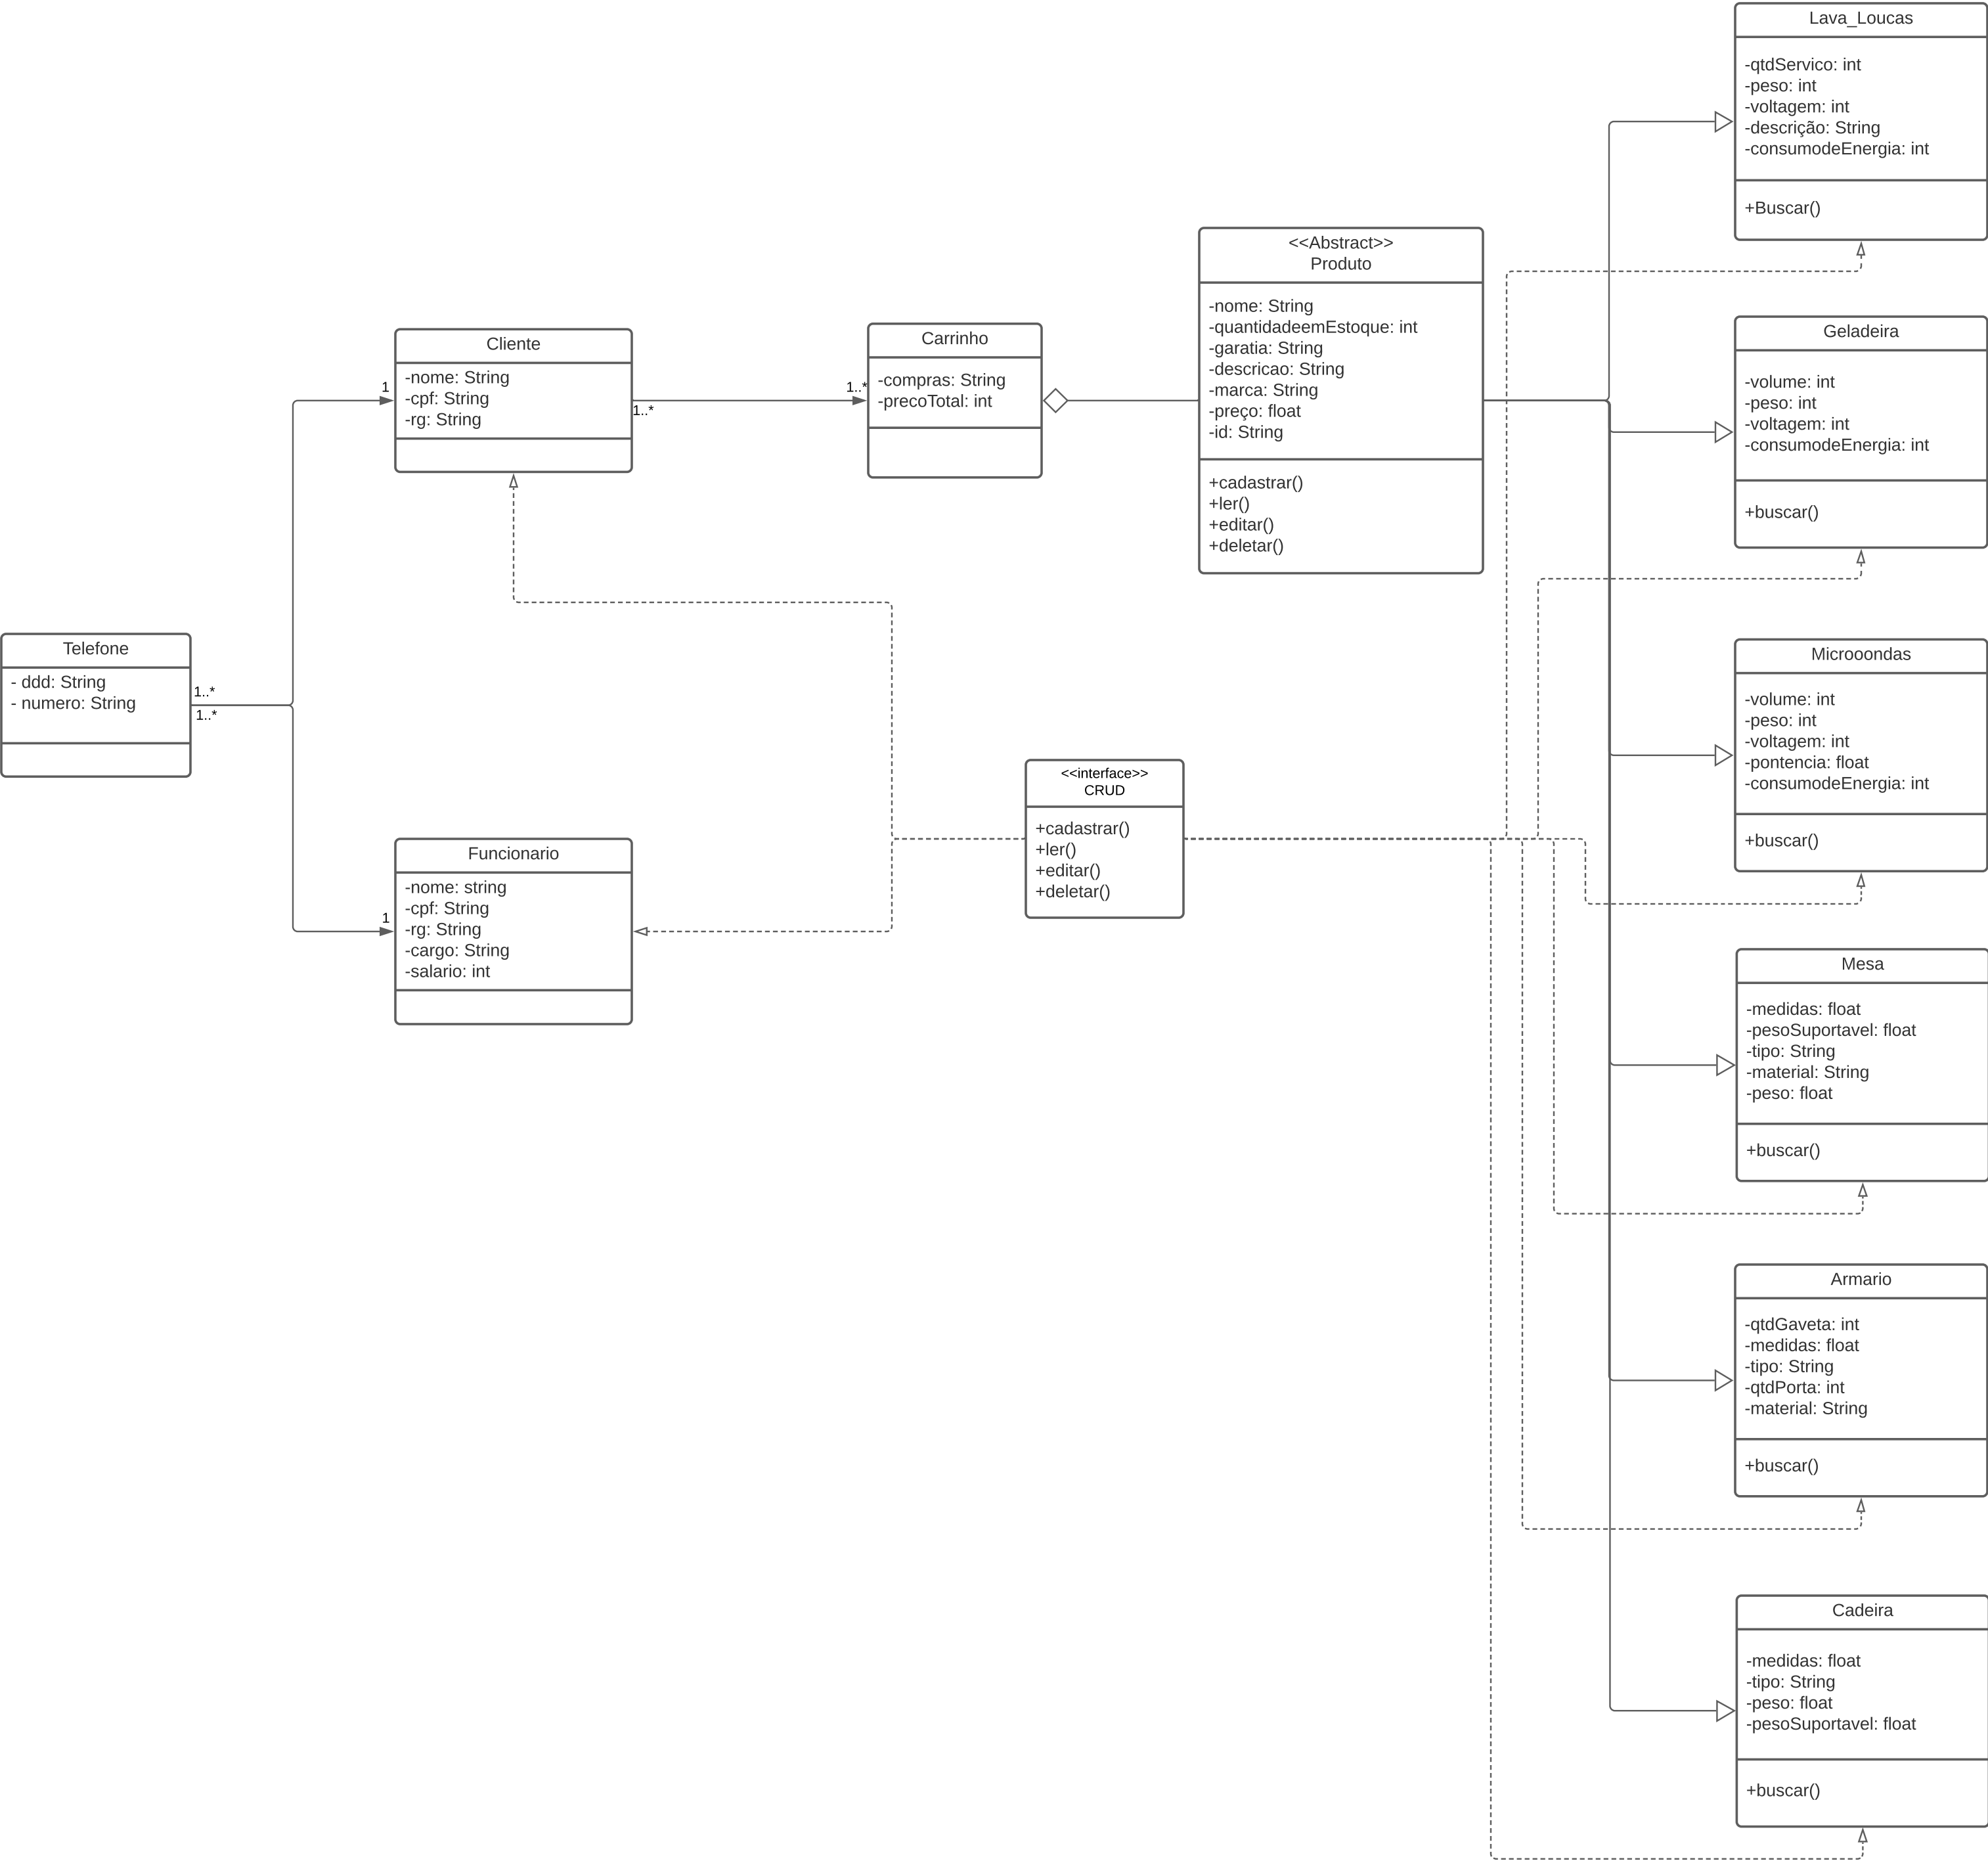 Lava_Loucas
-qtdServico: int
-peso: int
-voltagem: int
-descrição: String
-consumodeEnergia: int
+Buscar()
<<Abstract>>
Produto
-nome: String
-quantidadeemEstoque: int
-garatia: String
-descricao: String
-marca: String
-preço: float
-id: String
+cadastrar()
+ler()
+editar()
+deletar()
Geladeira
-volume: int
-peso: int
-voltagem: int
-consumodeEnergia: int
+buscar()
Cliente
-nome: String
-cpf: String
-rg: String
1
1..*
Carrinho
-compras: String
-precoTotal: int
1..*
Telefone
- ddd: String
- numero: String
1..*
1..*
Microoondas
-volume: int
-peso: int
-voltagem: int
-pontencia: float
-consumodeEnergia: int
+buscar()
<<interface>>
CRUD
+cadastrar()
+ler()
+editar()
+deletar()
Funcionario
-nome: string
-cpf: String
-rg: String
-cargo: String
-salario: int
1
Mesa
-medidas: float
-pesoSuportavel: float
-tipo: String
-material: String
-peso: float
+buscar()
Armario
-qtdGaveta: int
-medidas: float
-tipo: String
-qtdPorta: int
-material: String
+buscar()
Cadeira
-medidas: float
-tipo: String
-peso: float
-pesoSuportavel: float
+buscar()